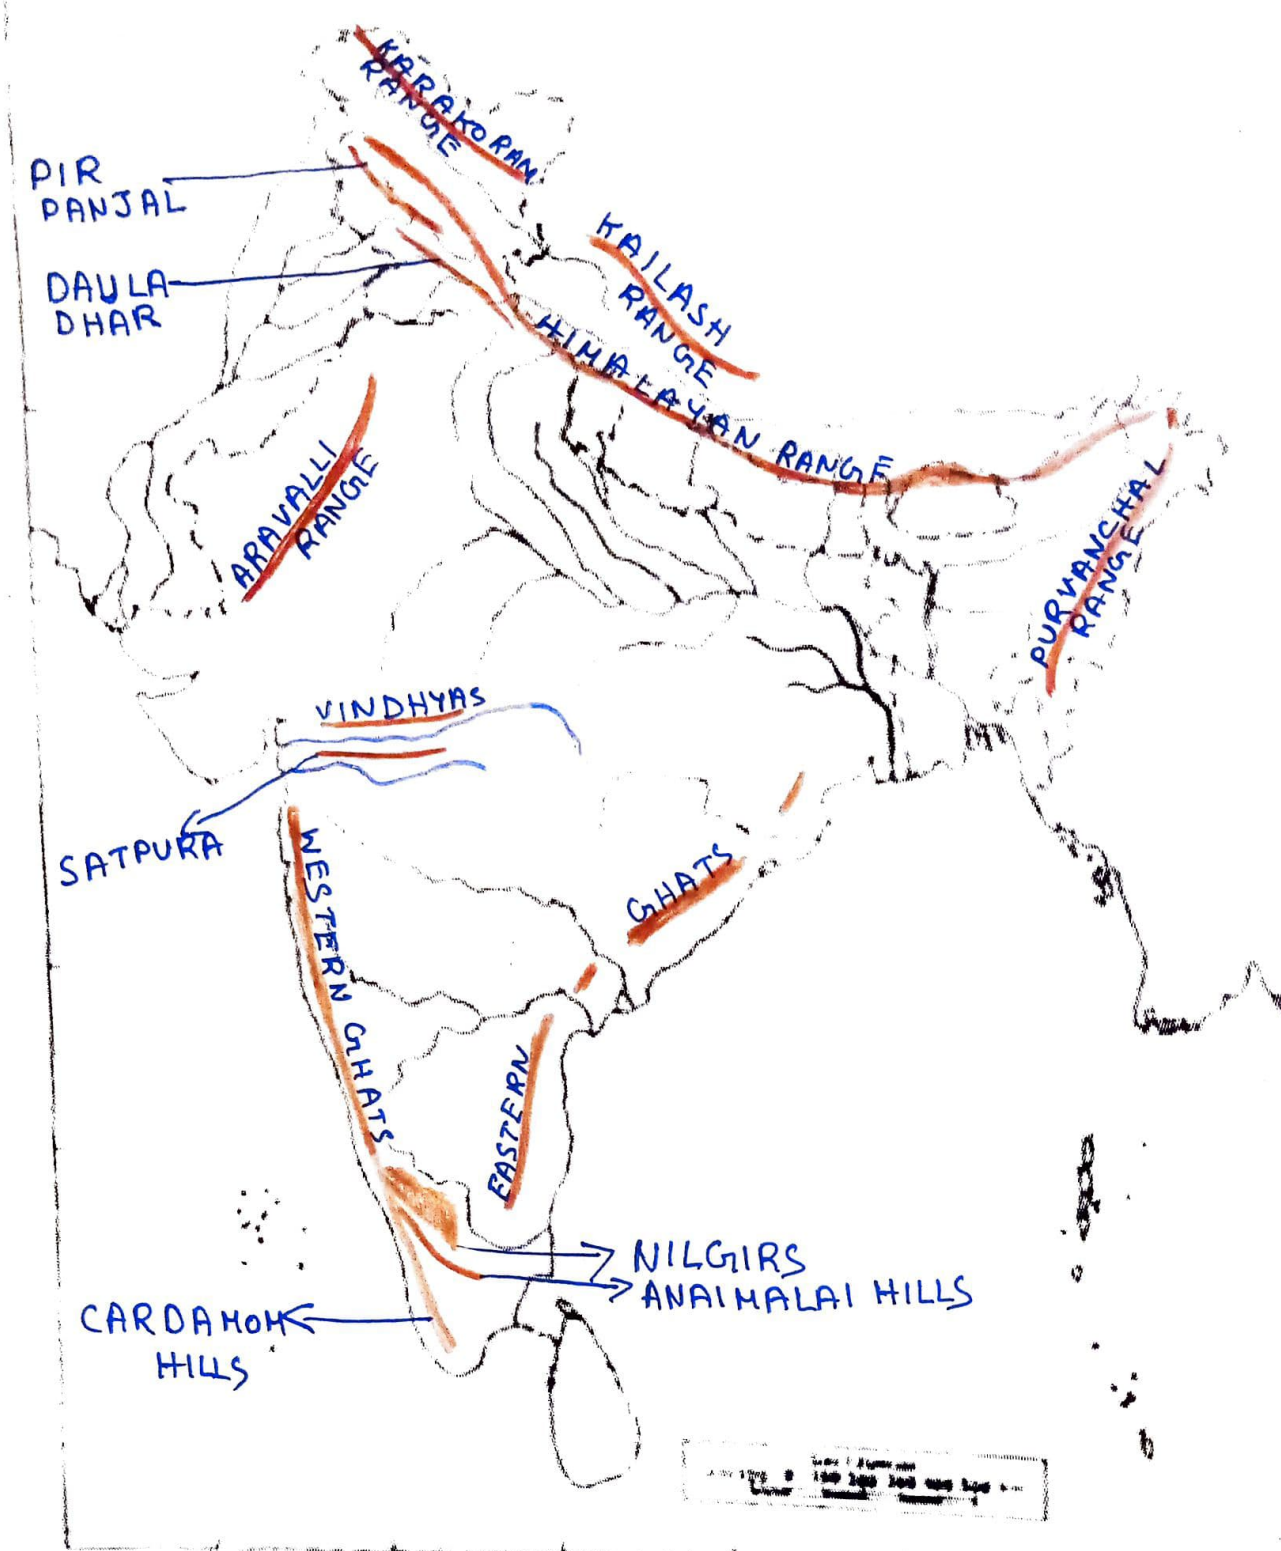 KARAKORAM
RANGE
PIR
PANJAL
DAULA
DHAR
KAILASH
RANGE
HIMALAYAN RANGE
ARAVALLI
RANGE
PURVANCHAL
RANGE
VINDHYAS
SATPURA
WESTERN GHATS
GHATS
EASTERN
NILGIRS
ANAIMALAI HILLS
CARDAMOM
HILLS